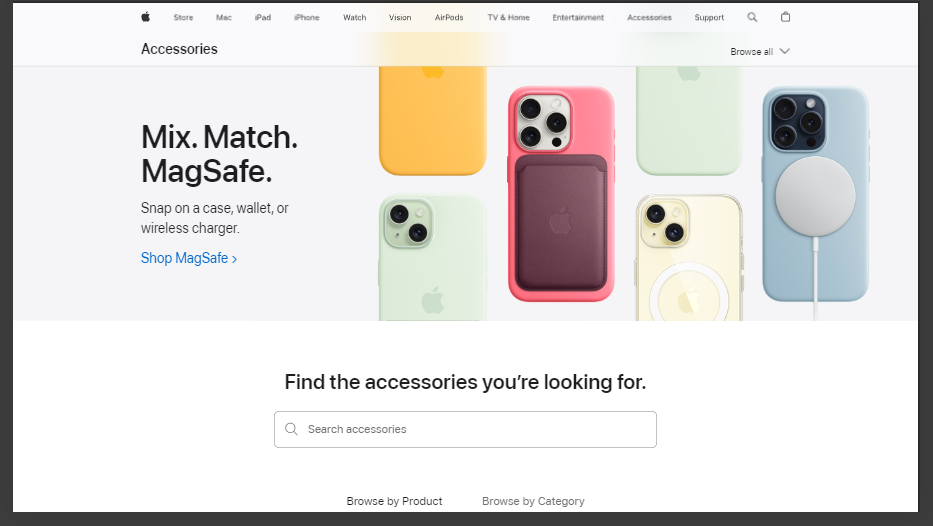 Store Mac iPad iPhone Watch Vision AirPods TV & Home Entertainment Accessories Support
Accessories
Browse all
Mix. Match.
MagSafe.
Snap on a case, wallet, or
wireless charger.
Shop MagSafe >
Find the accessories you’re looking for.
Search accessories
Browse by Product Browse by Category